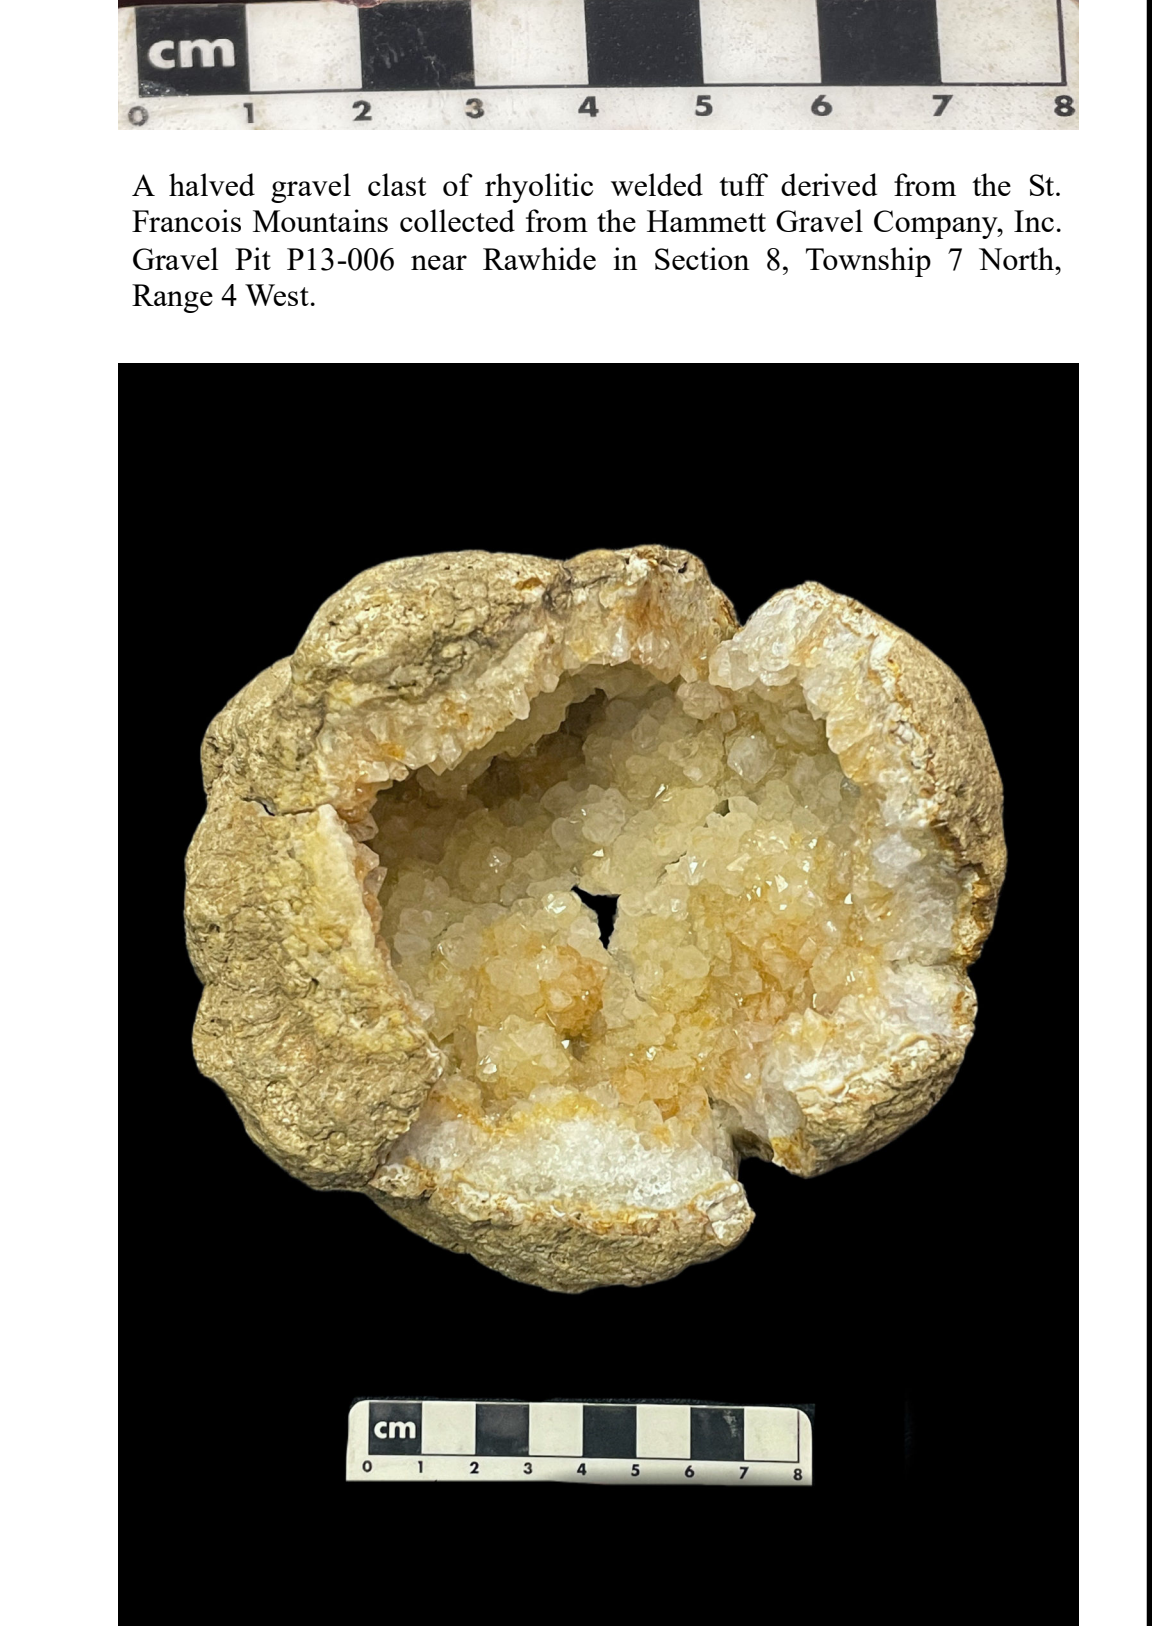 cm
0 1 2 3 4 5 6 7 8
A halved gravel clast of rhyolitic welded tuff derived from the St.
Francois Mountains collected from the Hammett Gravel Company, Inc.
Gravel Pit P13-006 near Rawhide in Section 8, Township 7 North,
Range 4 West.
cm
0 1 2 3 4 5 6 7 8